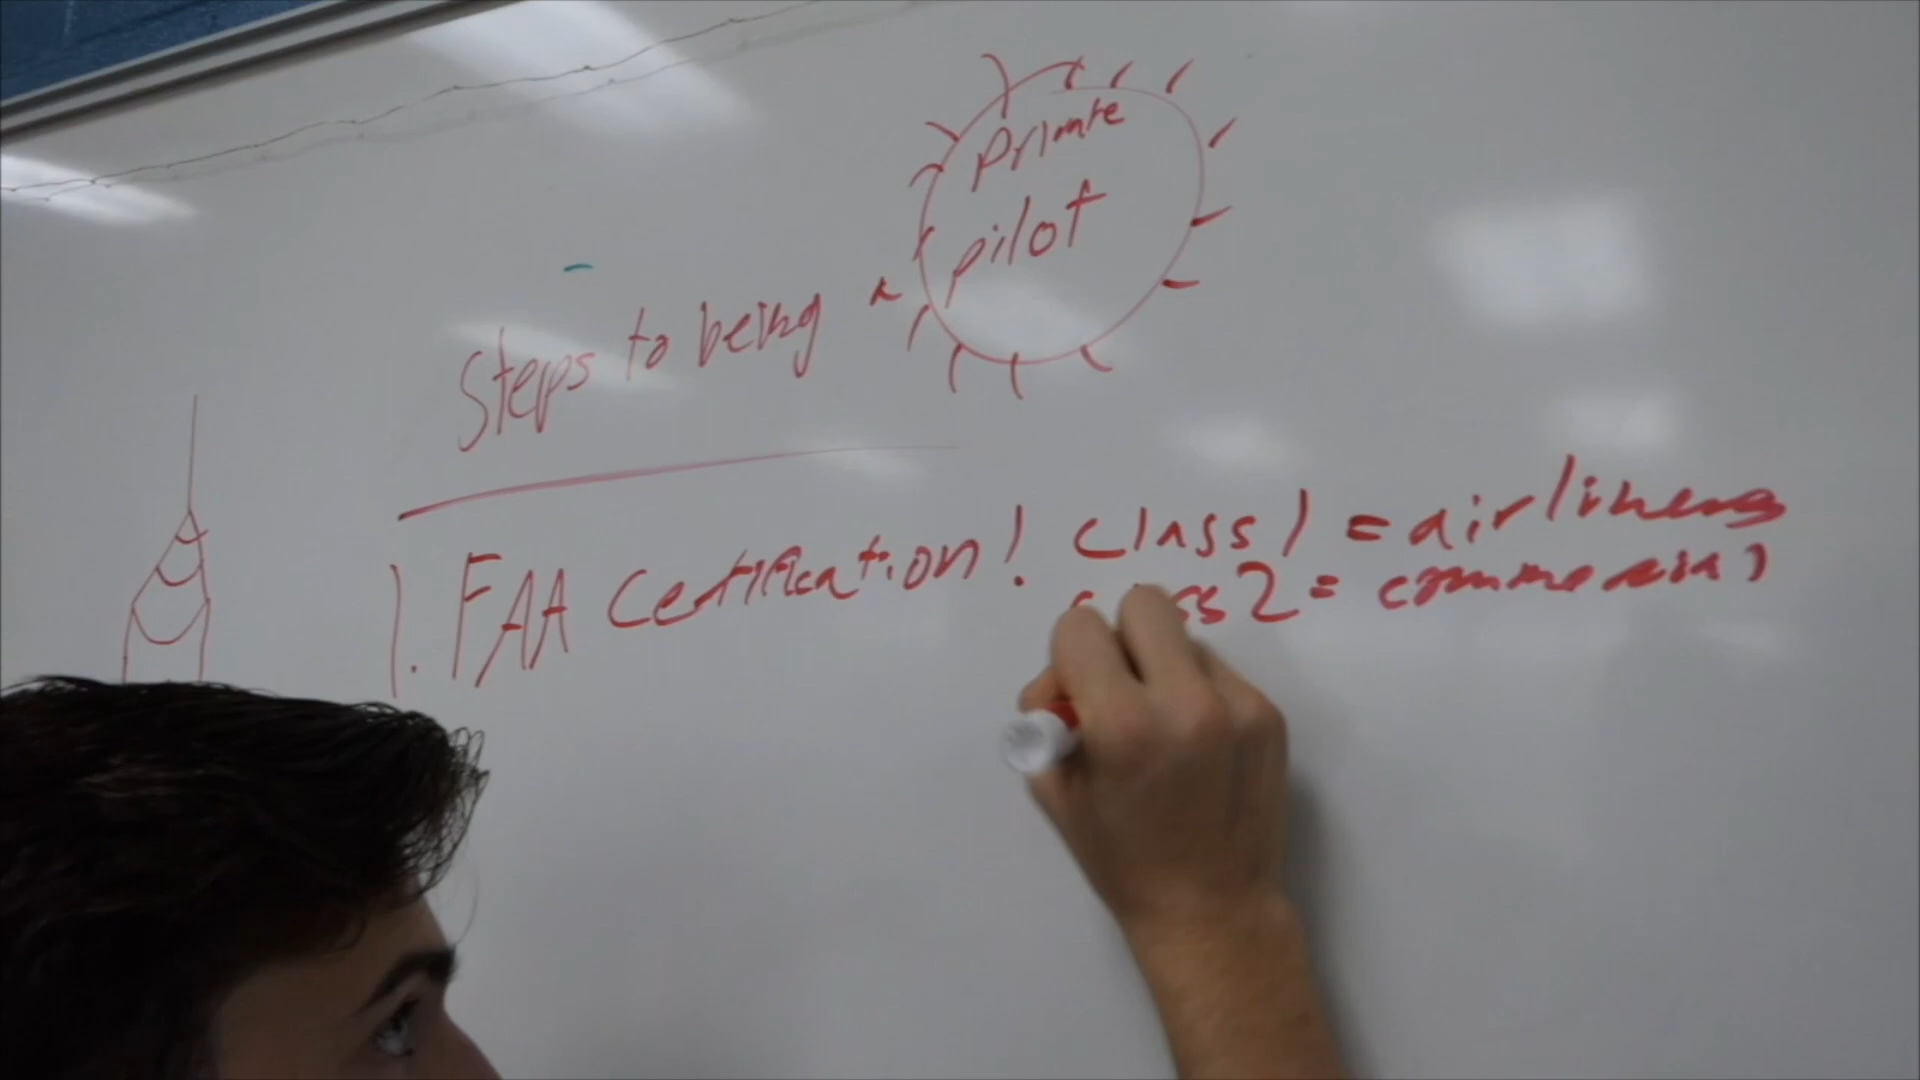 Private
pilot
Steps to being a
1. FAA Certification! class 1 = airliners
class 2 = commercial